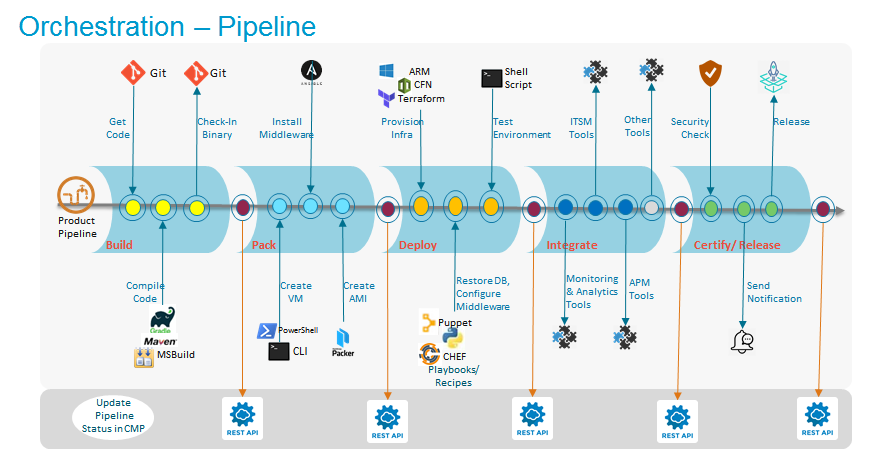 Orchestration – Pipeline
Git
Git
ANSIBLE
ARM
CFN
Terraform
Shell
Script
Get
Code
Check-In
Binary
Install
Middleware
Provision
Infra
Test
Environment
ITSM
Tools
Other
Tools
Security
Check
Release
Product
Pipeline
Build
Pack
Deploy
Integrate
Certify/ Release
Compile
Code
Create
VM
Create
AMI
Restore DB,
Configure
Middleware
Monitoring
& Analytics
Tools
APM
Tools
Send
Notification
Gradle
Maven
MSBuild
PowerShell
CLI
Packer
Puppet
CHEF
Playbooks/
Recipes
Update
Pipeline
Status in CMP
REST API
REST API
REST API
REST API
REST API